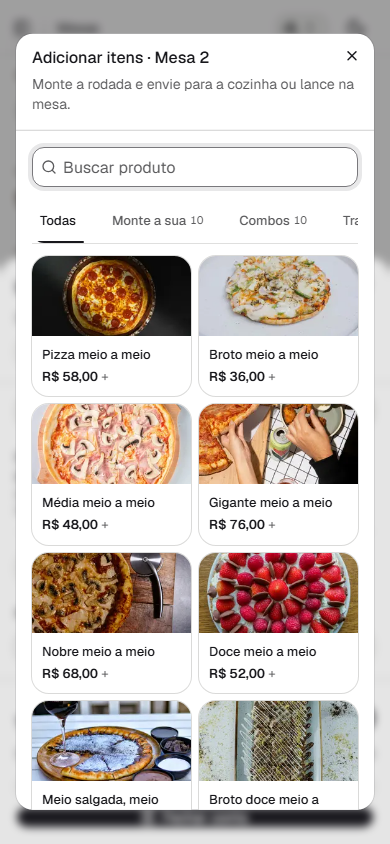 Adicionar itens · Mesa 2
Monte a rodada e envie para a cozinha ou lance na
mesa.
Buscar produto
Todas Monte a sua 10 Combos 10 Tra
Pizza meio a meio Broto meio a meio
R$ 58,00 + R$ 36,00 +
Média meio a meio Gigante meio a meio
R$ 48,00 + R$ 76,00 +
Nobre meio a meio Doce meio a meio
R$ 68,00 + R$ 52,00 +
Meio salgada, meio Broto doce meio a